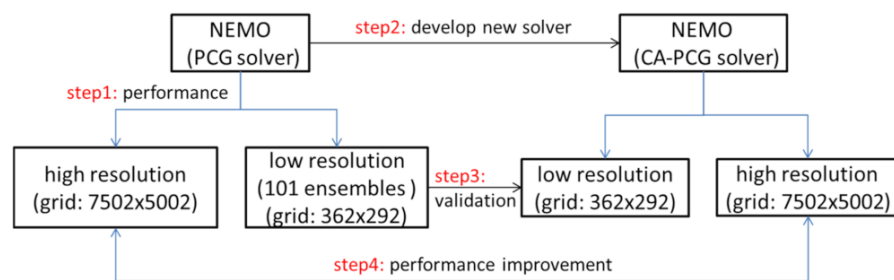 NEMO
(PCG solver)
step2: develop new solver
NEMO
(CA-PCG solver)
step1: performance
high resolution
(grid: 7502x5002)
low resolution
(101 ensembles )
(grid: 362x292)
step3:
validation
low resolution
(grid: 362x292)
high resolution
(grid: 7502x5002)
step4: performance improvement